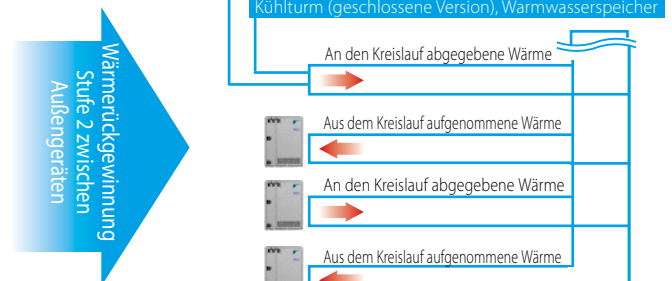 Kühlturm (geschlossene Version), Warmwasserspeicher
An den Kreislauf abgegebene Wärme
Aus dem Kreislauf aufgenommene Wärme
An den Kreislauf abgegebene Wärme
Aus dem Kreislauf aufgenommene Wärme
Wärmerückgewinnung
Stufe 2 zwischen
Außengeräten